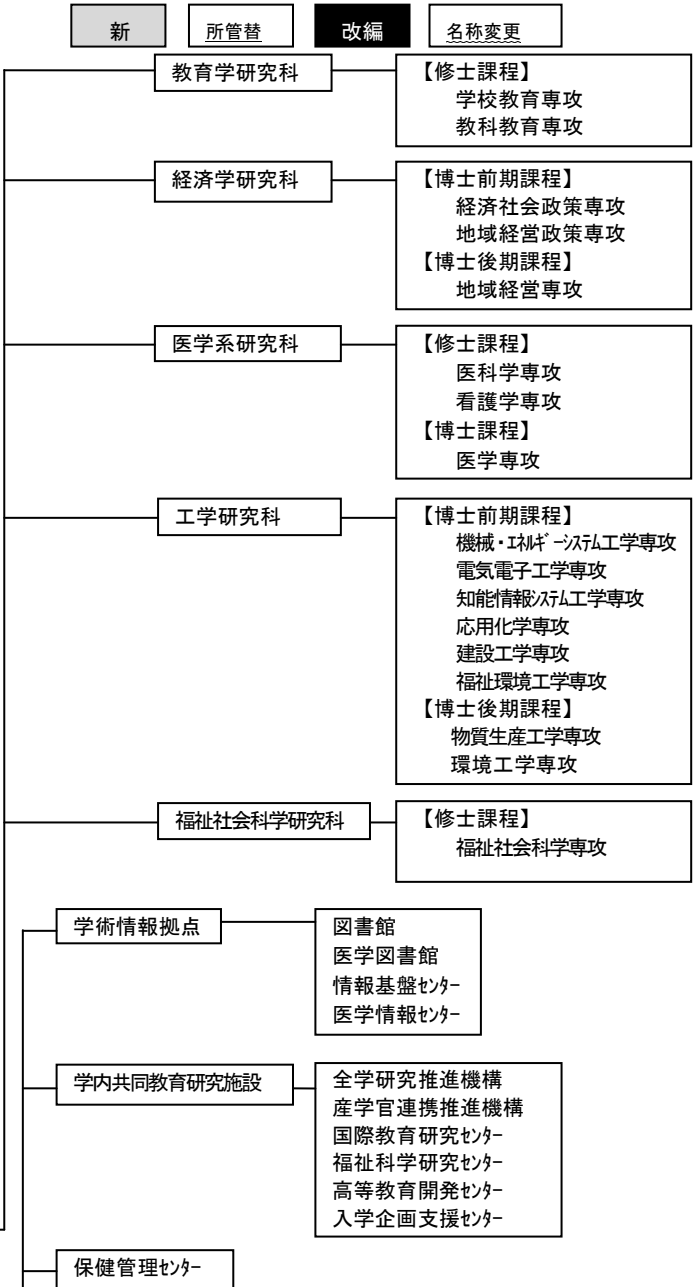 新 所管替 改編 名称変更
教育学研究科
【修士課程】
学校教育専攻
教科教育専攻
経済学研究科
【博士前期課程】
経済社会政策専攻
地域経営政策専攻
【博士後期課程】
地域経営専攻
医学系研究科
【修士課程】
医科学専攻
看護学専攻
【博士課程】
医学専攻
工学研究科
【博士前期課程】
機械・ｴﾈﾙｷﾞｰｼｽﾃﾑ工学専攻
電気電子工学専攻
知能情報ｼｽﾃﾑ工学専攻
応用化学専攻
建設工学専攻
福祉環境工学専攻
【博士後期課程】
物質生産工学専攻
環境工学専攻
福祉社会科学研究科
【修士課程】
福祉社会科学専攻
学術情報拠点
図書館
医学図書館
情報基盤ｾﾝﾀｰ
医学情報ｾﾝﾀｰ
学内共同教育研究施設
全学研究推進機構
産学官連携推進機構
国際教育研究ｾﾝﾀｰ
福祉科学研究ｾﾝﾀｰ
高等教育開発ｾﾝﾀｰ
入学企画支援ｾﾝﾀｰ
保健管理ｾﾝﾀｰ